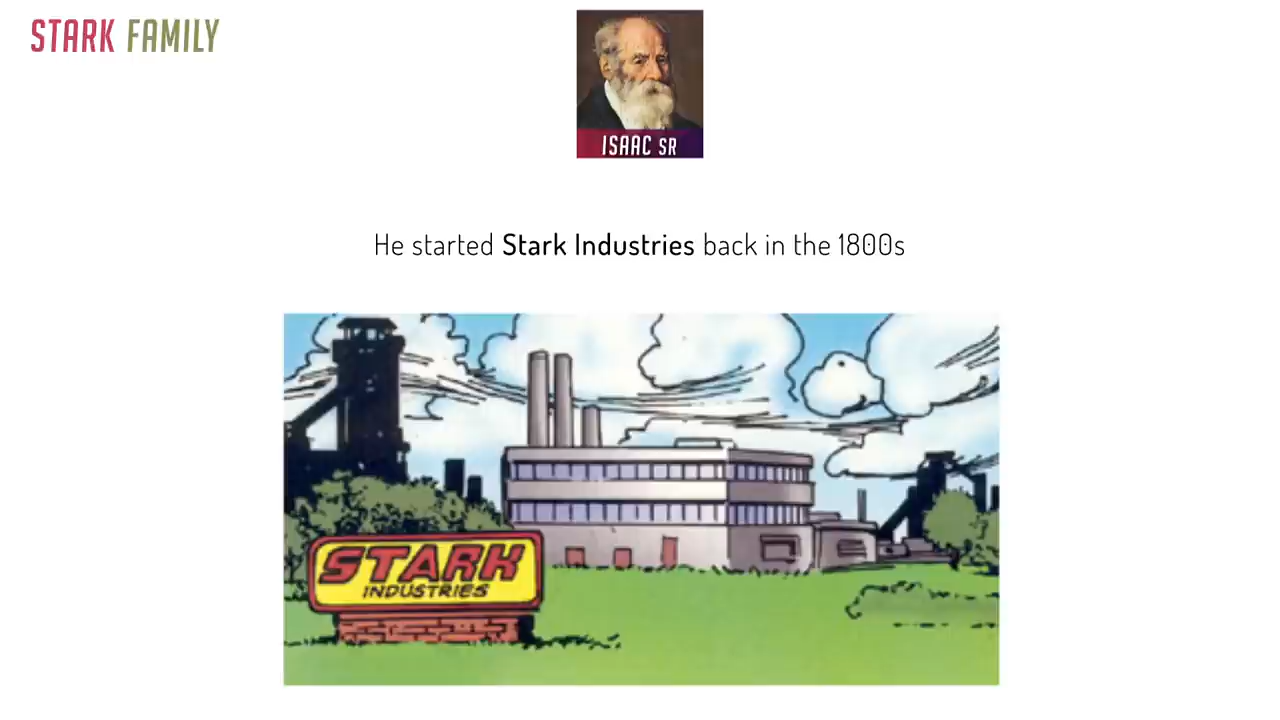 STARK FAMILY
ISAAC SR
He started Stark Industries back in the 1800s
STARK
INDUSTRIES